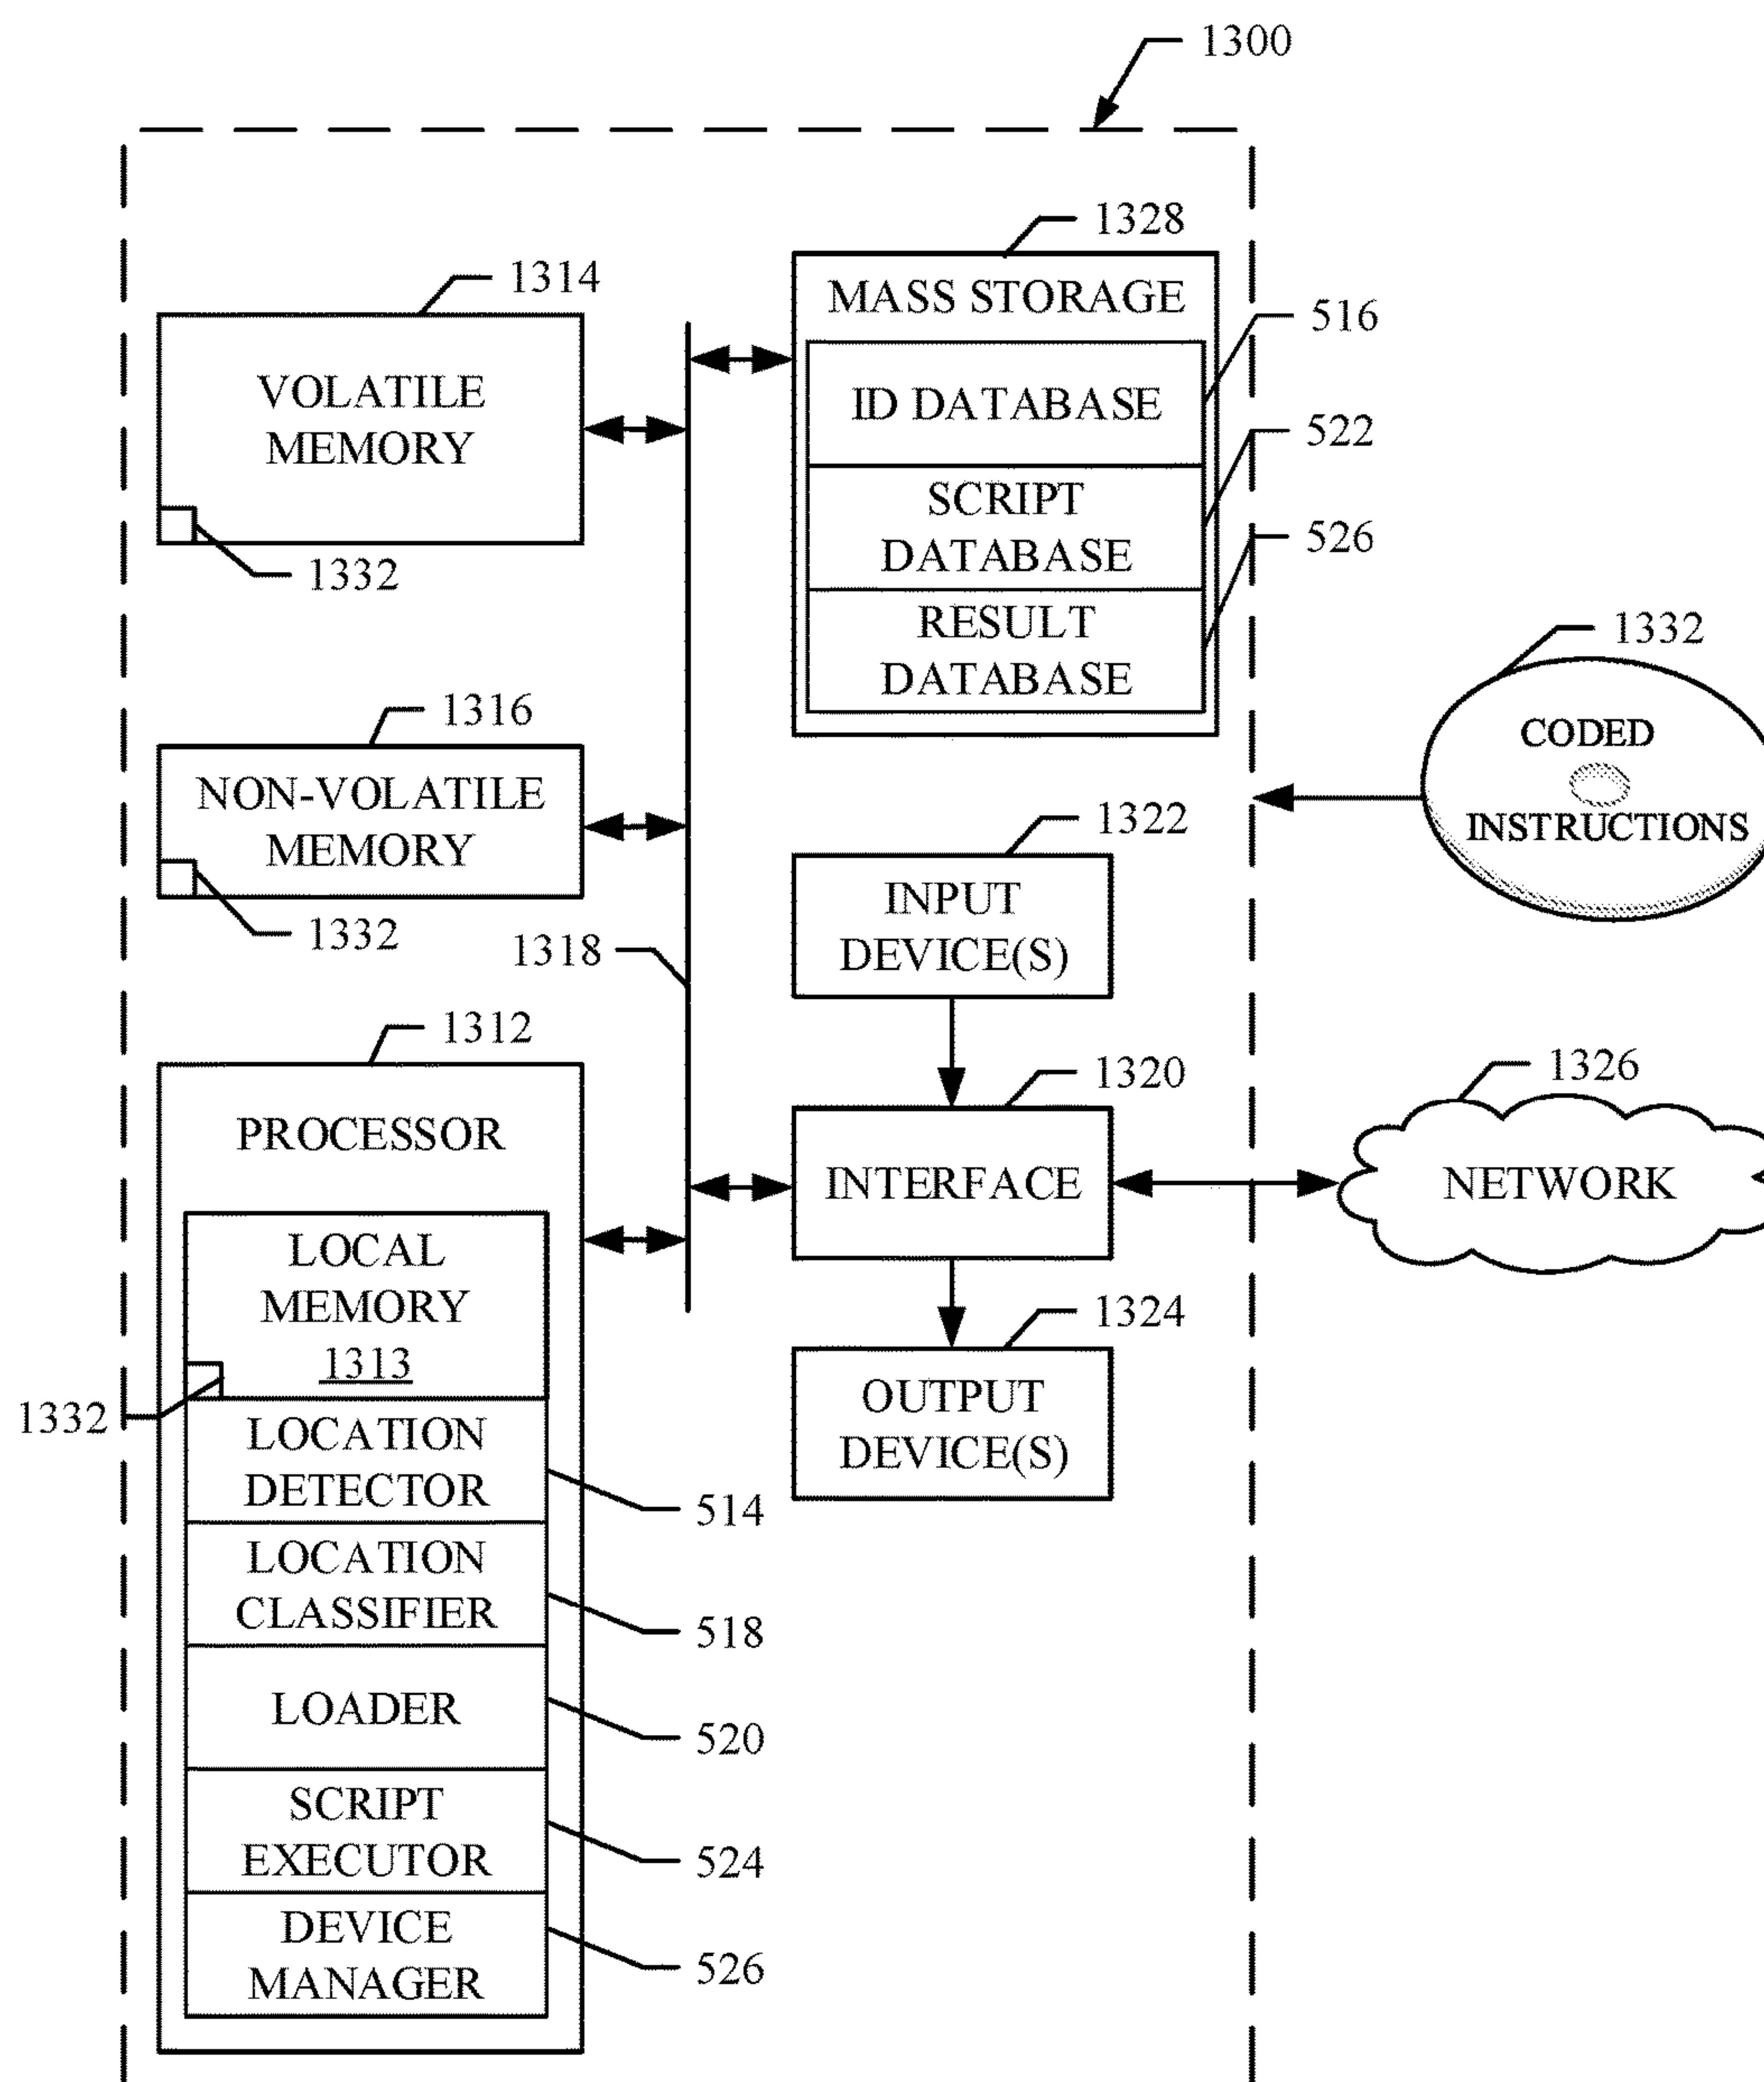 1300
1328
1314
MASS STORAGE
516
VOLATILE
MEMORY
ID DATABASE
522
SCRIPT
DATABASE
526
1332
RESULT
DATABASE
1332
1316
CODED
INSTRUCTIONS
NON-VOLATILE
MEMORY
1322
INPUT
DEVICE(S)
1332
1318
1312
1320
1326
PROCESSOR
INTERFACE
NETWORK
LOCAL
MEMORY
1313
1324
1332
OUTPUT
DEVICE(S)
LOCATION
DETECTOR
514
LOCATION
CLASSIFIER
518
LOADER
520
SCRIPT
EXECUTOR
524
DEVICE
MANAGER
526